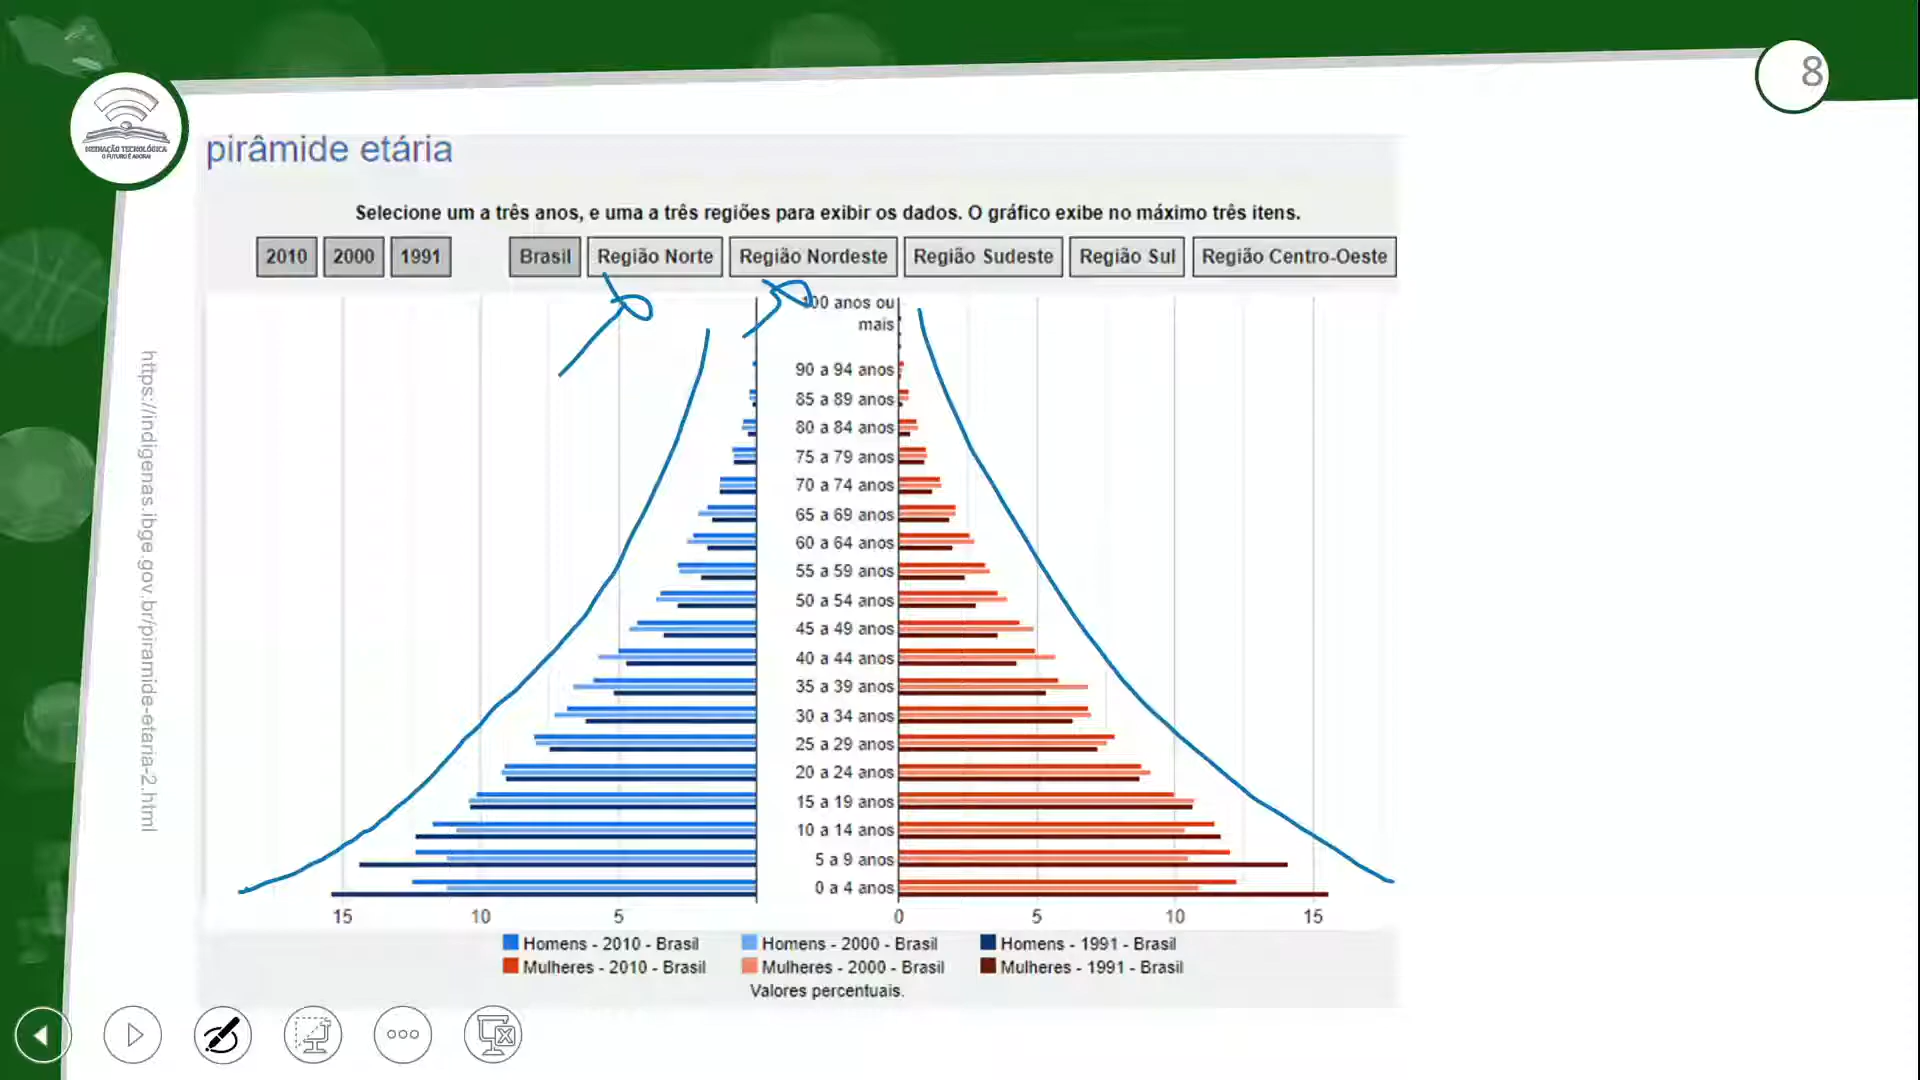 8
MEDIAÇÃO TECNOLÓGICA
O FUTURO É AGORA!
pirâmide etária
Selecione um a três anos, e uma a três regiões para exibir os dados. O gráfico exibe no máximo três itens.
2010 2000 1991 Brasil Região Norte Região Nordeste Região Sudeste Região Sul Região Centro-Oeste
https://indigenas.ibge.gov.br/piramide-etaria-2.html
100 anos ou
mais
90 a 94 anos
85 a 89 anos
80 a 84 anos
75 a 79 anos
70 a 74 anos
65 a 69 anos
60 a 64 anos
55 a 59 anos
50 a 54 anos
45 a 49 anos
40 a 44 anos
35 a 39 anos
30 a 34 anos
25 a 29 anos
20 a 24 anos
15 a 19 anos
10 a 14 anos
5 a 9 anos
0 a 4 anos
15 10 5 0 5 10 15
Homens - 2010 - Brasil Homens - 2000 - Brasil Homens - 1991 - Brasil
Mulheres - 2010 - Brasil Mulheres - 2000 - Brasil Mulheres - 1991 - Brasil
Valores percentuais.